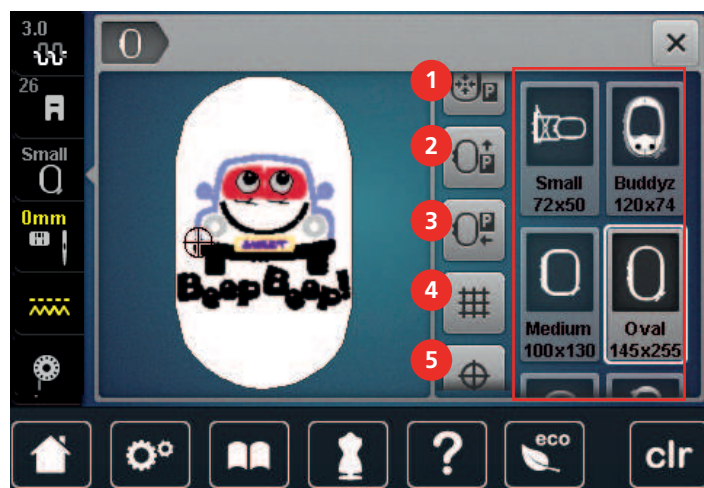 3.0
26
Small
0mm
1
P
2
P
3
P
4
5
SWEET
Beep Beep!
Small
72x50
Buddyz
120x74
Medium
100x130
Oval
145x255
?
eco
clr